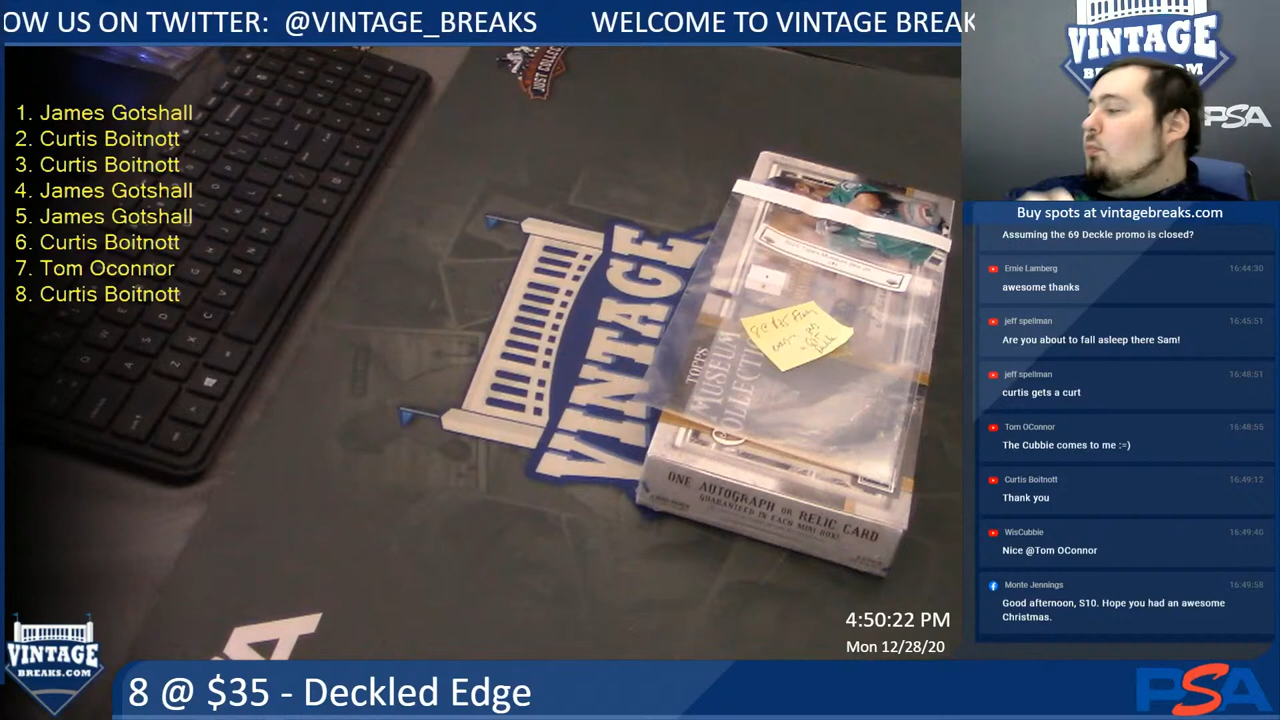 OW US ON TWITTER: @VINTAGE_BREAKS WELCOME TO VINTAGE BREAK
VINTAGE
PSA
JUST COLLECT
1. James Gotshall
2. Curtis Boitnott
3. Curtis Boitnott
4. James Gotshall
5. James Gotshall
6. Curtis Boitnott
7. Tom Oconnor
8. Curtis Boitnott
VINTAGE
TOPPS
MUSEUM
COLLECTI
ONE AUTOGRAPH OR RELIC CARD
GUARANTEED IN EACH MINI BOX!
Buy spots at vintagebreaks.com
Assuming the 69 Deckle promo is closed?
Ernie Lamberg 16:44:30
awesome thanks
jeff spellman 16:45:51
Are you about to fall asleep there Sam!
jeff spellman 16:48:51
curtis gets a curt
Tom OConnor 16:48:55
The Cubbie comes to me :=)
Curtis Boitnott 16:49:12
Thank you
WisCubbie 16:49:40
Nice @Tom OConnor
Monte Jennings 16:49:58
Good afternoon, S10. Hope you had an awesome
Christmas.
4:50:22 PM
Mon 12/28/20
VINTAGE
BREAKS.COM
8 @ $35 - Deckled Edge
PSA